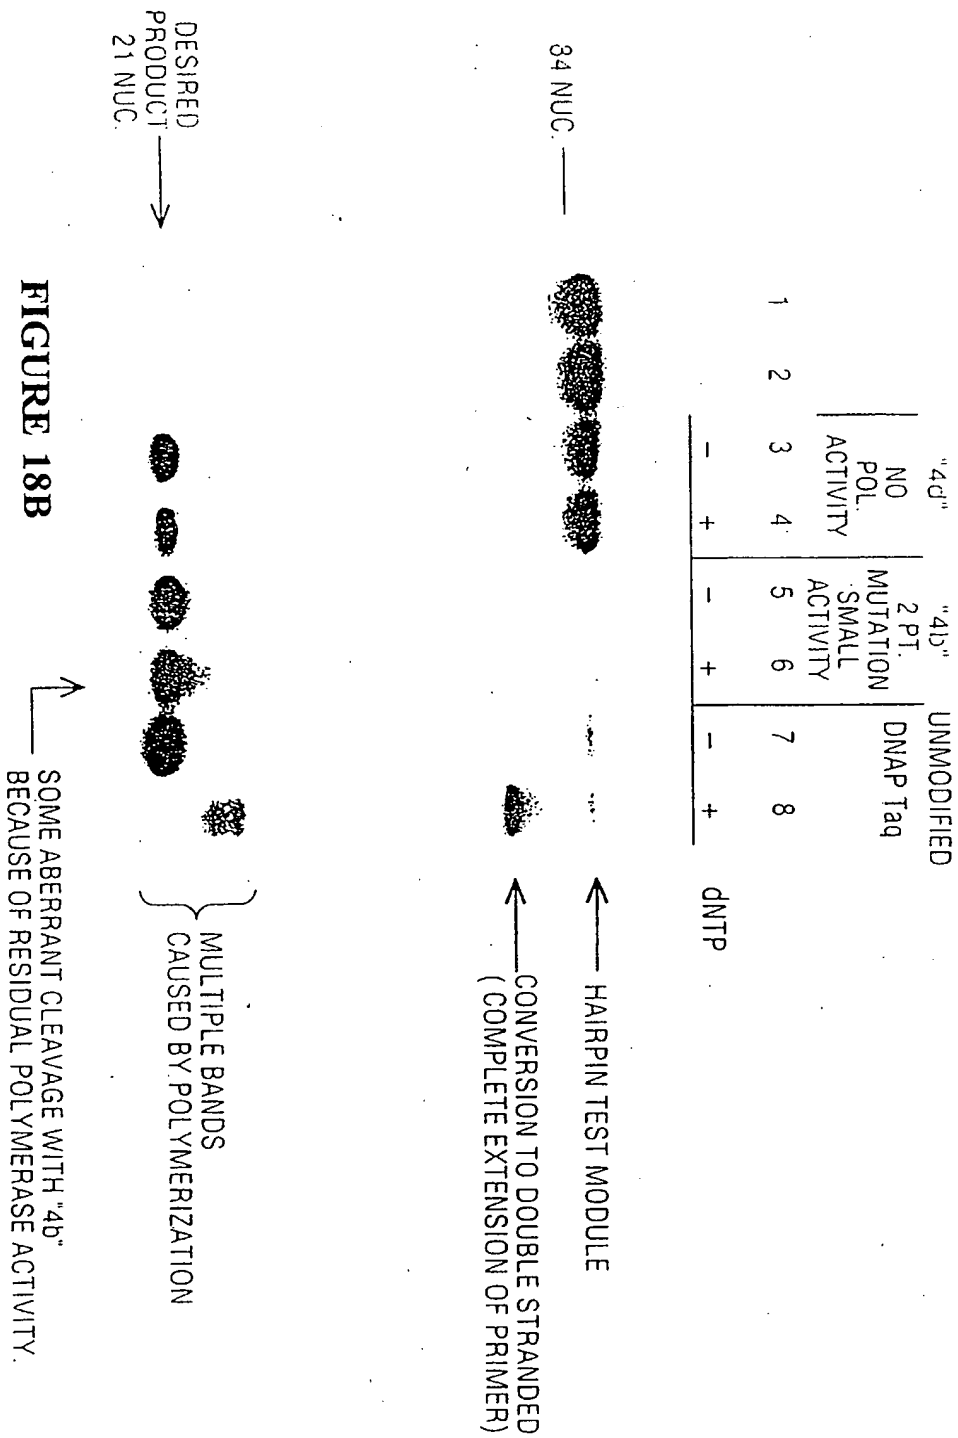 "4d"
NO
POL.
ACTIVITY
"4b"
2 PT.
MUTATION
SMALL
ACTIVITY
UNMODIFIED
DNAP Taq
1 2 3 4 5 6 7 8
− + − + − + dNTP
34 NUC.
HAIRPIN TEST MODULE
CONVERSION TO DOUBLE STRANDED
( COMPLETE EXTENSION OF PRIMER)
DESIRED
PRODUCT
21 NUC.
MULTIPLE BANDS
CAUSED BY POLYMERIZATION
SOME ABERRANT CLEAVAGE WITH "4b"
BECAUSE OF RESIDUAL POLYMERASE ACTIVITY.
FIGURE 18B